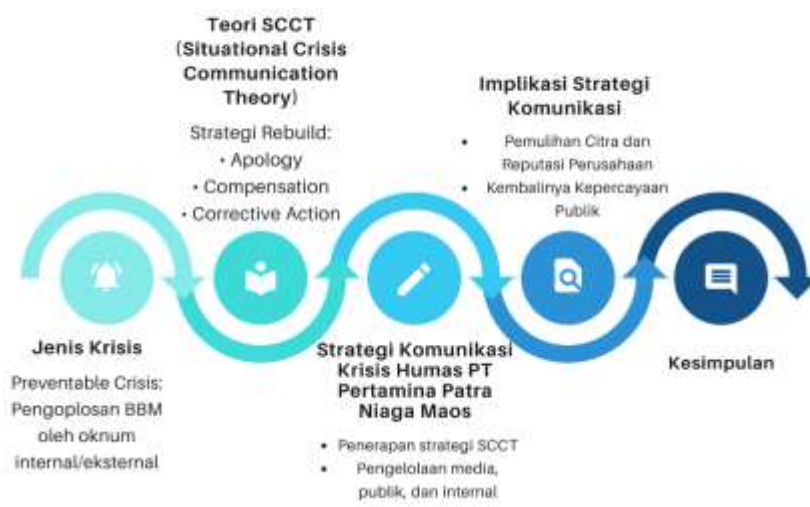 Teori SCCT
(Situational Crisis
Communication
Theory)
Strategi Rebuild:
• Apology
• Compensation
• Corrective Action
Implikasi Strategi
Komunikasi
• Pemulihan Citra dan
Reputasi Perusahaan
• Kembalinya Kepercayaan
Publik
Jenis Krisis
Preventable Crisis:
Pengoplosan BBM
oleh oknum
internal/eksternal
Strategi Komunikasi
Krisis Humas PT
Pertamina Patra
Niaga Maos
• Penerapan strategi SCCT
• Pengelolaan media,
publik, dan internal
Kesimpulan